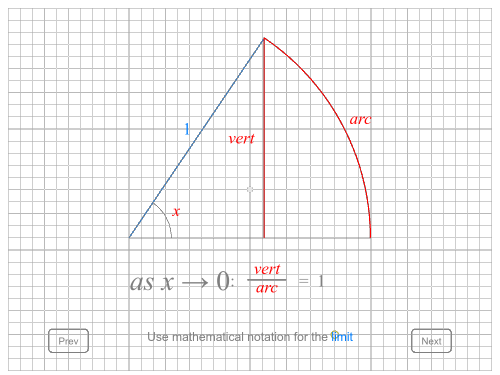 1
vert
arc
x
as x → 0: vert/arc = 1
Prev
Use mathematical notation for the limit
Next